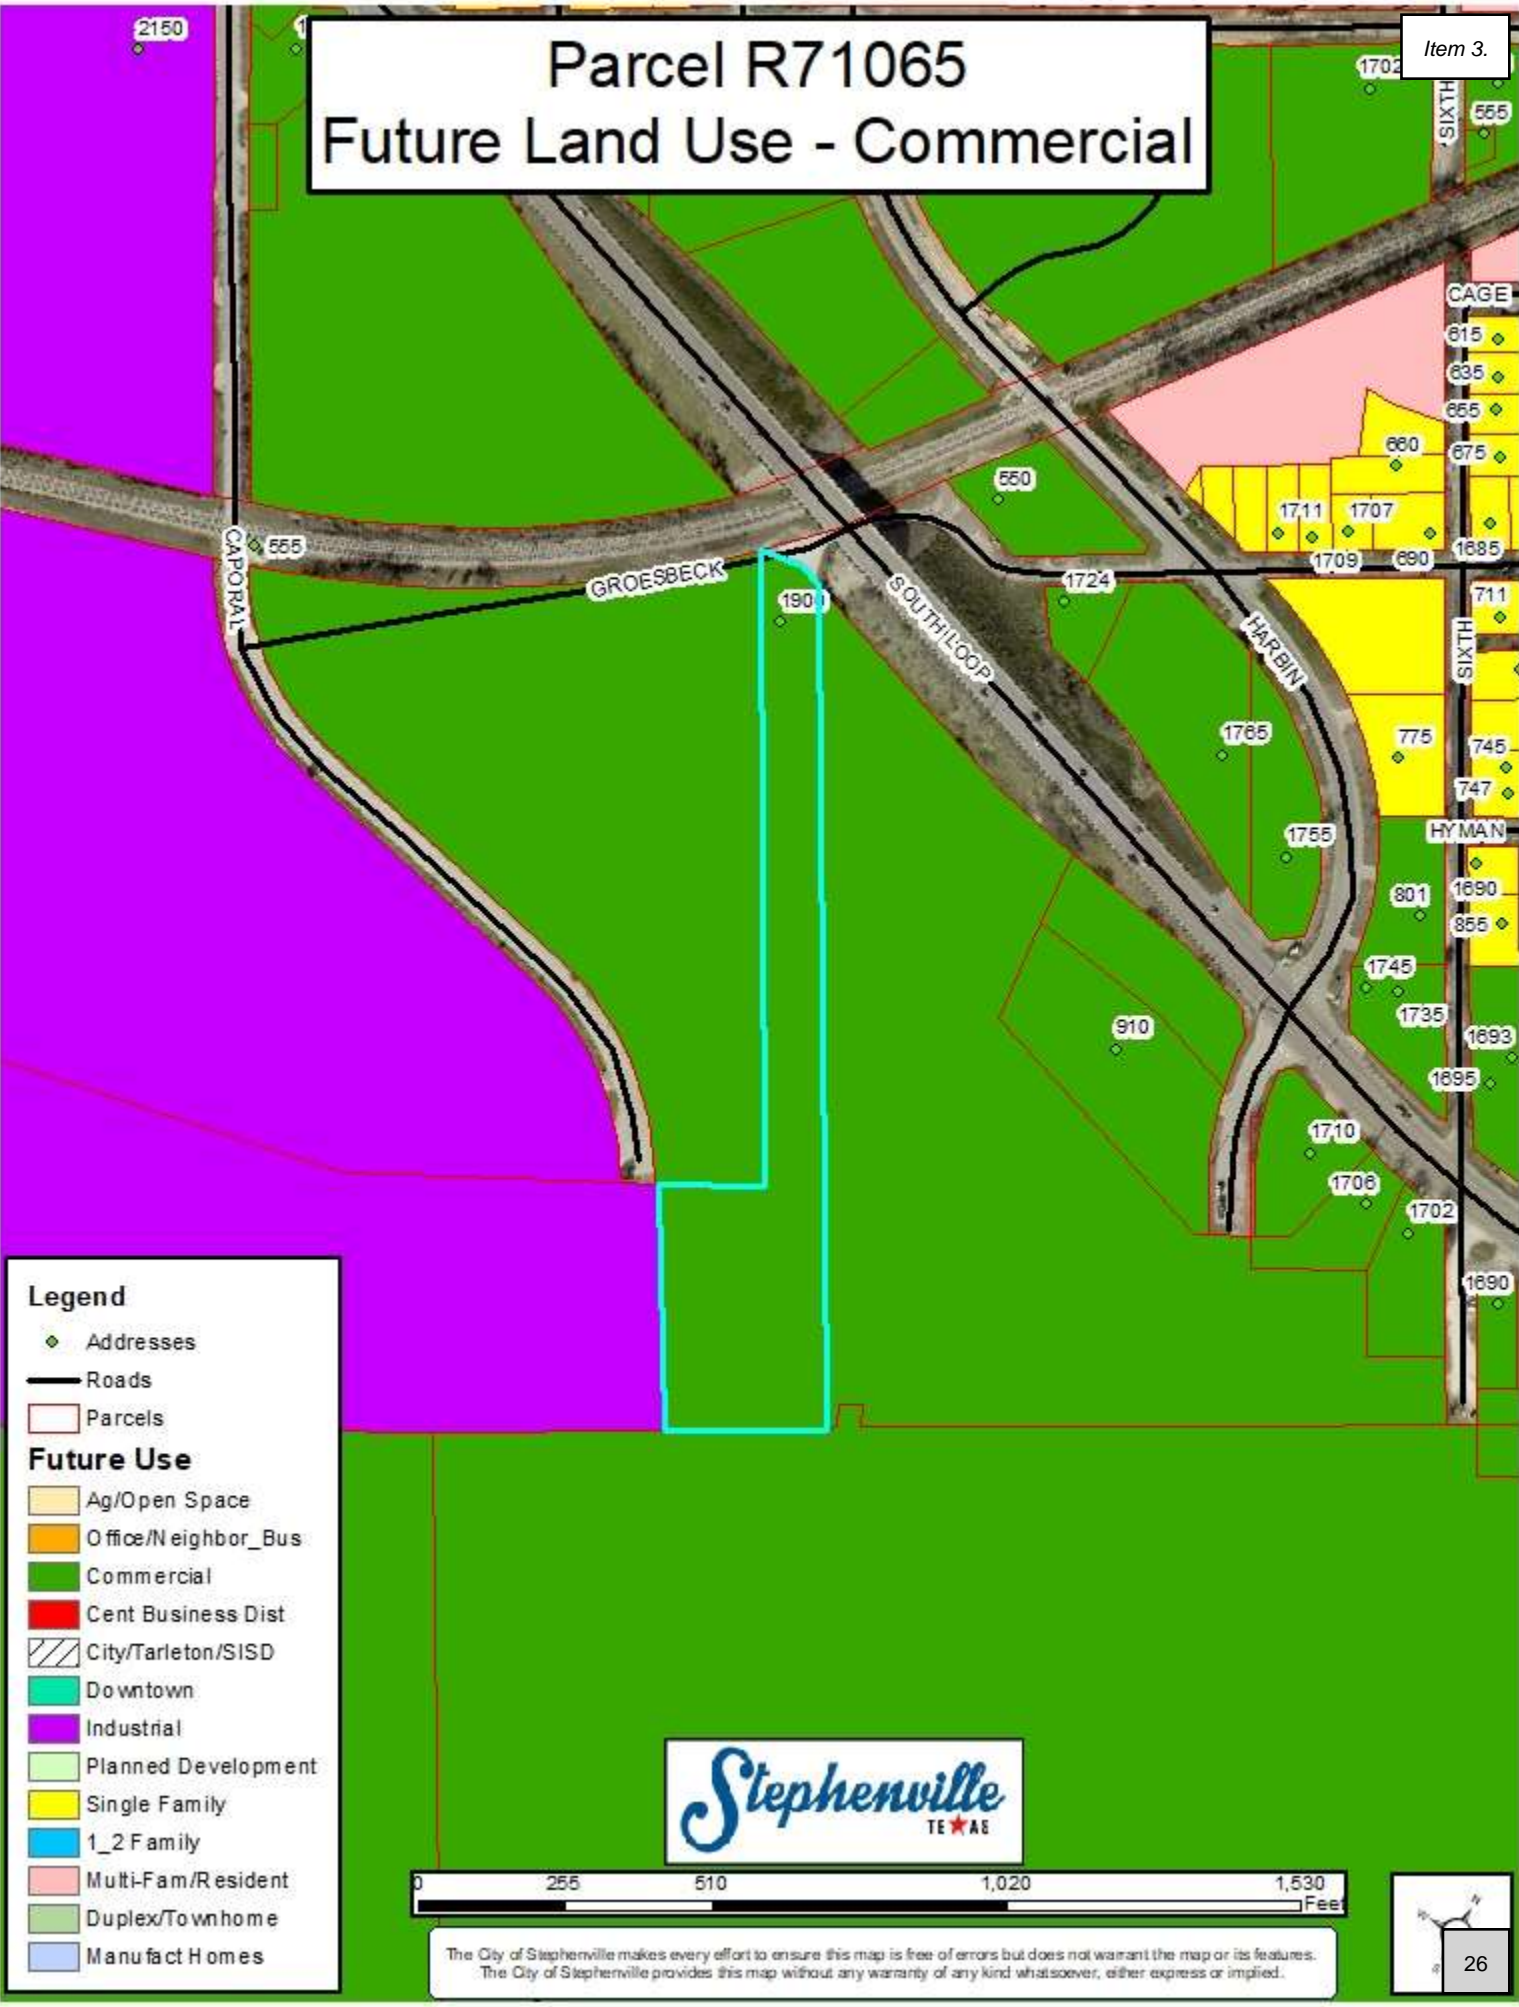 Item 3.
Parcel R71065
Future Land Use - Commercial
2150
1
1702
SIXTH
555
CAGE
615
635
655
675
660
550
1711
1707
1709
690
1685
CAPORAL
555
GROESBECK
1900
SOUTH LOOP
1724
HARBIN
SIXTH
711
1765
775
745
747
HYMAN
1755
801
1690
855
1745
1735
910
1693
1695
1710
1706
1702
1690
Legend
Addresses
Roads
Parcels
Future Use
Ag/Open Space
Office/Neighbor_Bus
Commercial
Cent Business Dist
City/Tarleton/SISD
Downtown
Industrial
Planned Development
Single Family
1_2 Family
Multi-Fam/Resident
Duplex/Townhome
Manufact Homes
Stephenville
TEXAS
0 255 510 1,020 1,530
Feet
The City of Stephenville makes every effort to ensure this map is free of errors but does not warrant the map or its features.
The City of Stephenville provides this map without any warranty of any kind whatsoever, either express or implied.
N
W
S
26